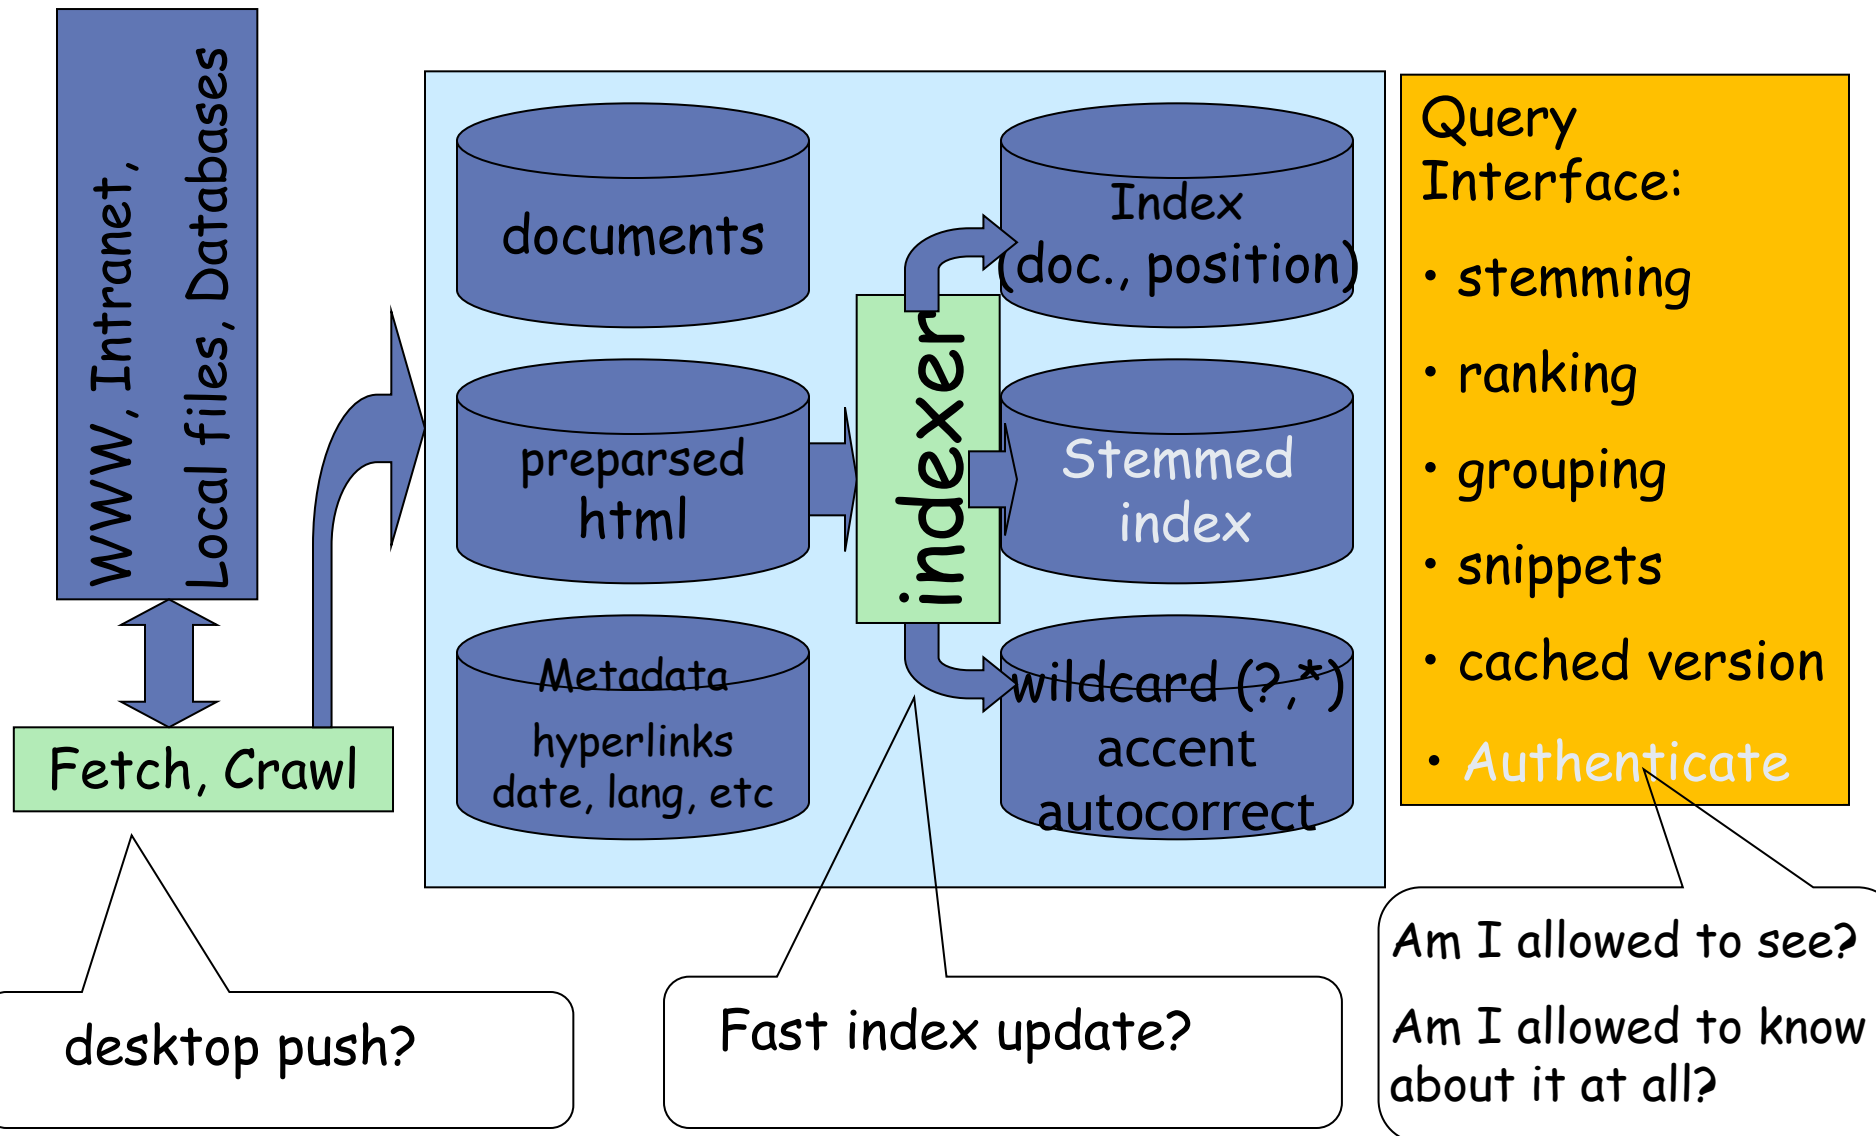 WWW, Intranet,
Local files, Databases
Fetch, Crawl
desktop push?
documents
preparsed
html
Metadata
hyperlinks
date, lang, etc
indexer
Index
(doc., position)
Stemmed
index
wildcard (?,*)
accent
autocorrect
Fast index update?
Query
Interface:
• stemming
• ranking
• grouping
• snippets
• cached version
• Authenticate
Am I allowed to see?
Am I allowed to know
about it at all?